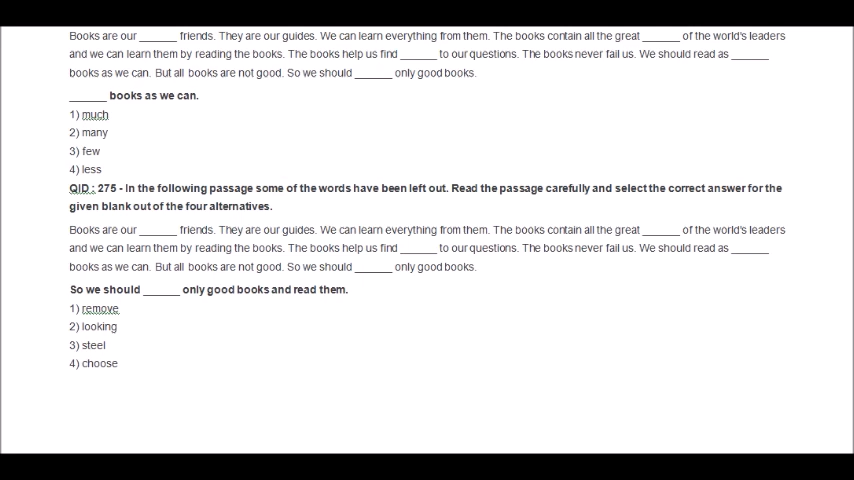 Books are our ______ friends. They are our guides. We can learn everything from them. The books contain all the great ______ of the world's leaders
and we can learn them by reading the books. The books help us find ______ to our questions. The books never fail us. We should read as ______
books as we can. But all books are not good. So we should ______ only good books.
______ books as we can.
1) much
2) many
3) few
4) less
QID : 275 - In the following passage some of the words have been left out. Read the passage carefully and select the correct answer for the
given blank out of the four alternatives.
Books are our ______ friends. They are our guides. We can learn everything from them. The books contain all the great ______ of the world's leaders
and we can learn them by reading the books. The books help us find ______ to our questions. The books never fail us. We should read as ______
books as we can. But all books are not good. So we should ______ only good books.
So we should ______ only good books and read them.
1) remove
2) looking
3) steel
4) choose